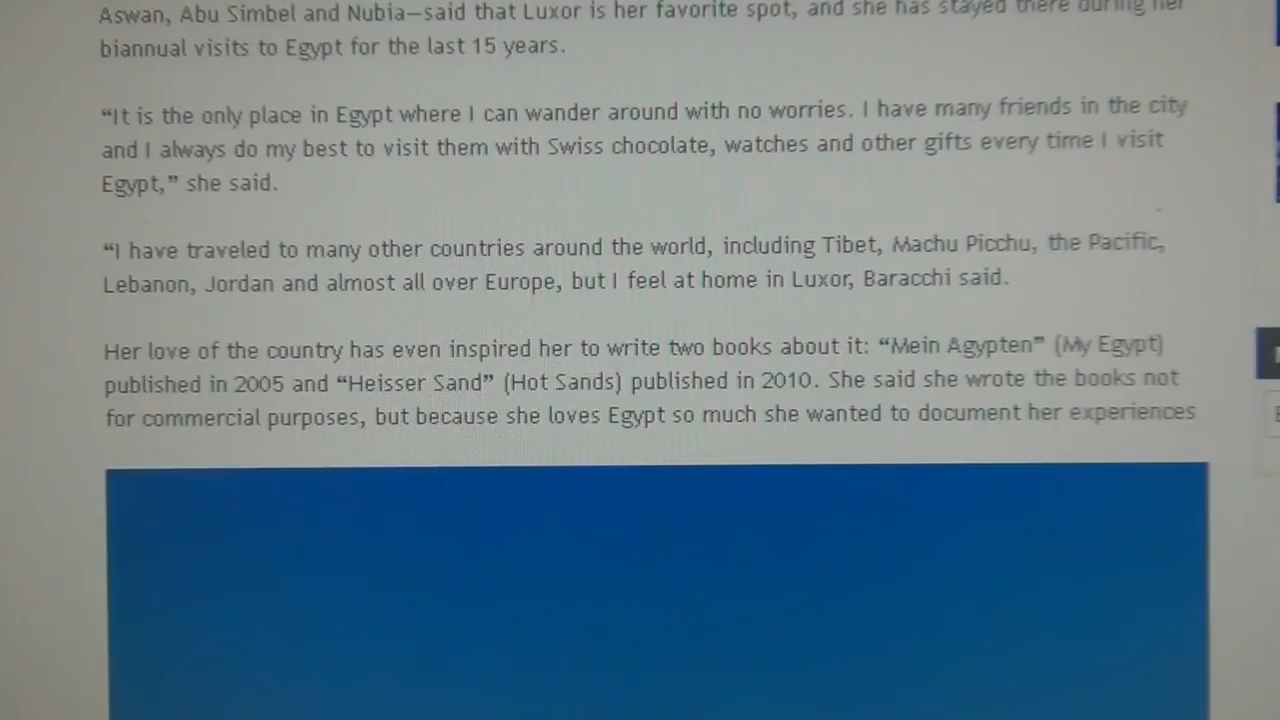 Aswan, Abu Simbel and Nubia—said that Luxor is her favorite spot, and she has stayed there during her
biannual visits to Egypt for the last 15 years.
“It is the only place in Egypt where I can wander around with no worries. I have many friends in the city
and I always do my best to visit them with Swiss chocolate, watches and other gifts every time I visit
Egypt,” she said.
“I have traveled to many other countries around the world, including Tibet, Machu Picchu, the Pacific,
Lebanon, Jordan and almost all over Europe, but I feel at home in Luxor, Baracchi said.
Her love of the country has even inspired her to write two books about it: “Mein Agypten” (My Egypt)
published in 2005 and “Heisser Sand” (Hot Sands) published in 2010. She said she wrote the books not
for commercial purposes, but because she loves Egypt so much she wanted to document her experiences